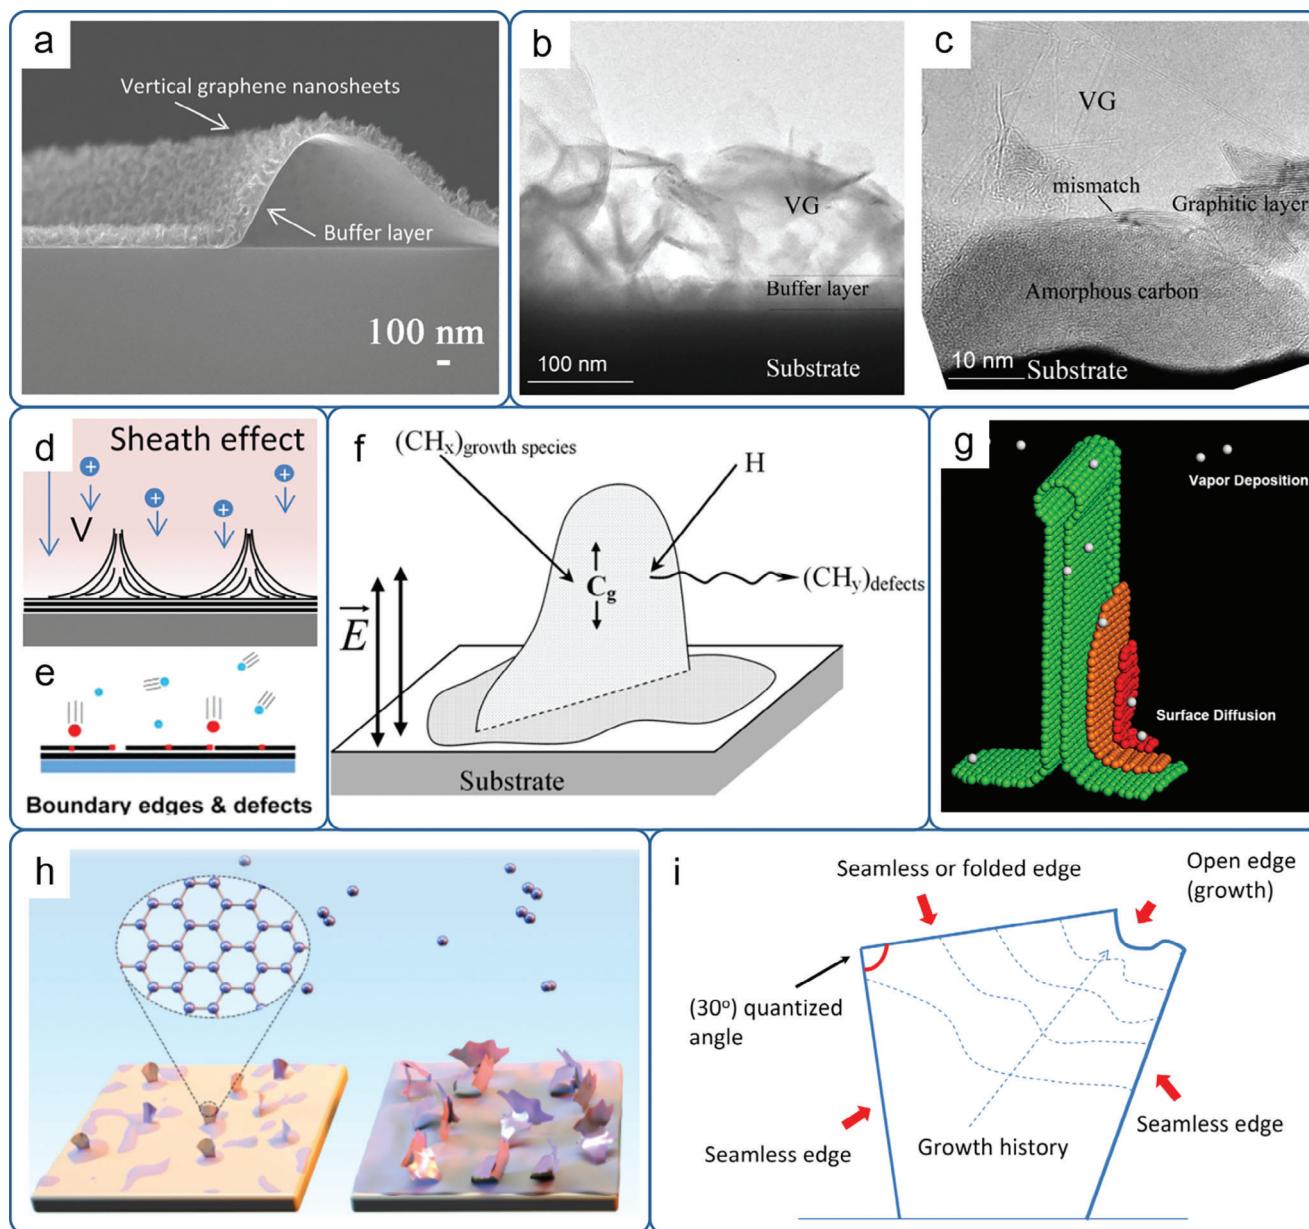 a
Vertical graphene nanosheets
Buffer layer
100 nm
b
VG
Buffer layer
100 nm
Substrate
c
VG
mismatch
Graphitic layer
Amorphous carbon
10 nm
Substrate
d
Sheath effect
+ + + + +
V
e
Boundary edges & defects
f
(CHx)growth species
H
Cg
(CHy)defects
E
Substrate
g
Vapor Deposition
Surface Diffusion
h
i
Seamless or folded edge
Open edge
(growth)
(30°) quantized
angle
Seamless edge
Growth history
Seamless edge